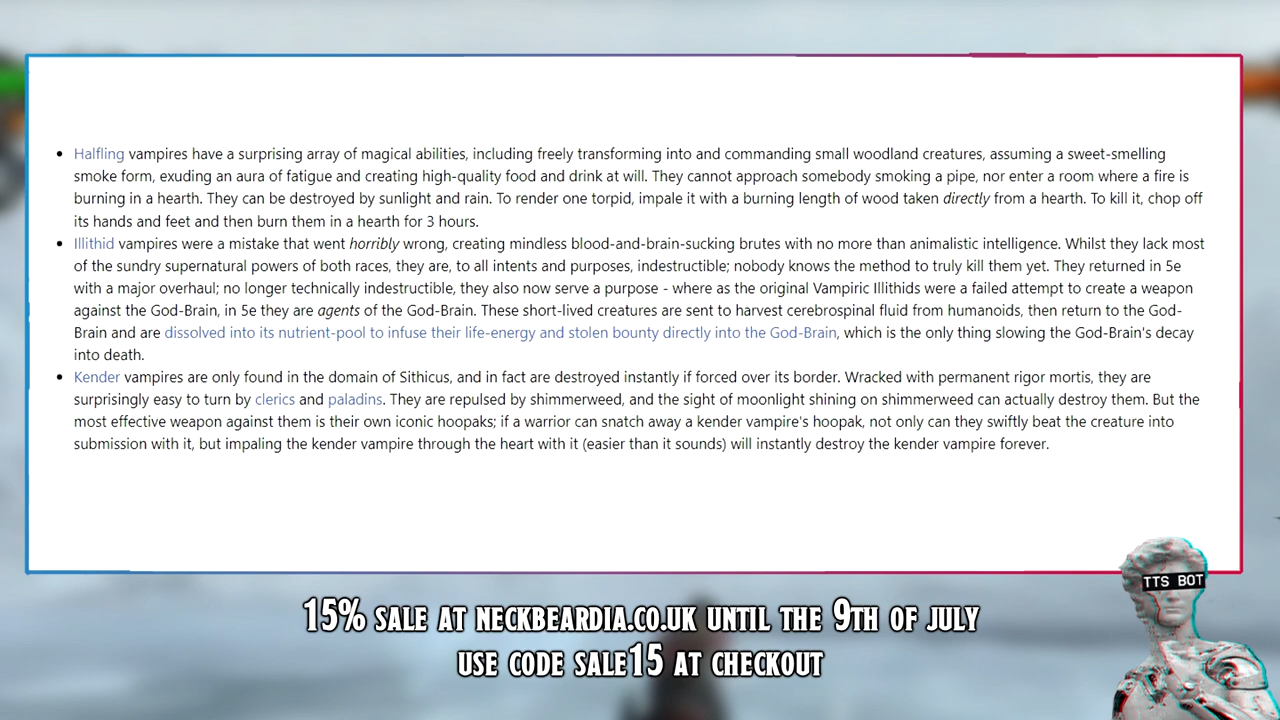 Halfling vampires have a surprising array of magical abilities, including freely transforming into and commanding small woodland creatures, assuming a sweet-smelling
smoke form, exuding an aura of fatigue and creating high-quality food and drink at will. They cannot approach somebody smoking a pipe, nor enter a room where a fire is
burning in a hearth. They can be destroyed by sunlight and rain. To render one torpid, impale it with a burning length of wood taken directly from a hearth. To kill it, chop off
its hands and feet and then burn them in a hearth for 3 hours.
Illithid vampires were a mistake that went horribly wrong, creating mindless blood-and-brain-sucking brutes with no more than animalistic intelligence. Whilst they lack most
of the sundry supernatural powers of both races, they are, to all intents and purposes, indestructible; nobody knows the method to truly kill them yet. They returned in 5e
with a major overhaul; no longer technically indestructible, they also now serve a purpose - where as the original Vampiric Illithids were a failed attempt to create a weapon
against the God-Brain, in 5e they are agents of the God-Brain. These short-lived creatures are sent to harvest cerebrospinal fluid from humanoids, then return to the God-
Brain and are dissolved into its nutrient-pool to infuse their life-energy and stolen bounty directly into the God-Brain, which is the only thing slowing the God-Brain's decay
into death.
Kender vampires are only found in the domain of Sithicus, and in fact are destroyed instantly if forced over its border. Wracked with permanent rigor mortis, they are
surprisingly easy to turn by clerics and paladins. They are repulsed by shimmerweed, and the sight of moonlight shining on shimmerweed can actually destroy them. But the
most effective weapon against them is their own iconic hoopaks; if a warrior can snatch away a kender vampire's hoopak, not only can they swiftly beat the creature into
submission with it, but impaling the kender vampire through the heart with it (easier than it sounds) will instantly destroy the kender vampire forever.
TTS BOT
15% SALE AT NECKBEARDIA.CO.UK UNTIL THE 9TH OF JULY
USE CODE SALE15 AT CHECKOUT